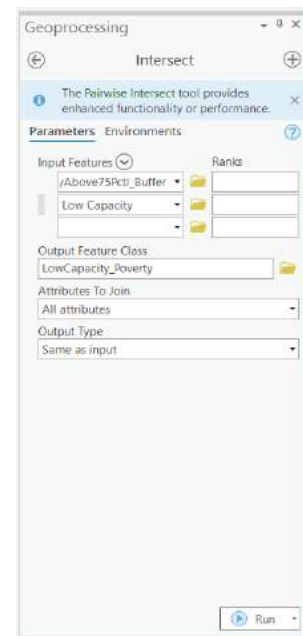 Geoprocessing
Intersect
The Pairwise Intersect tool provides
enhanced functionality or performance.
Parameters Environments
Input Features Ranks
/Above75Pctl_Buffer
Low Capacity
Output Feature Class
LowCapacity_Poverty
Attributes To Join
All attributes
Output Type
Same as input
Run